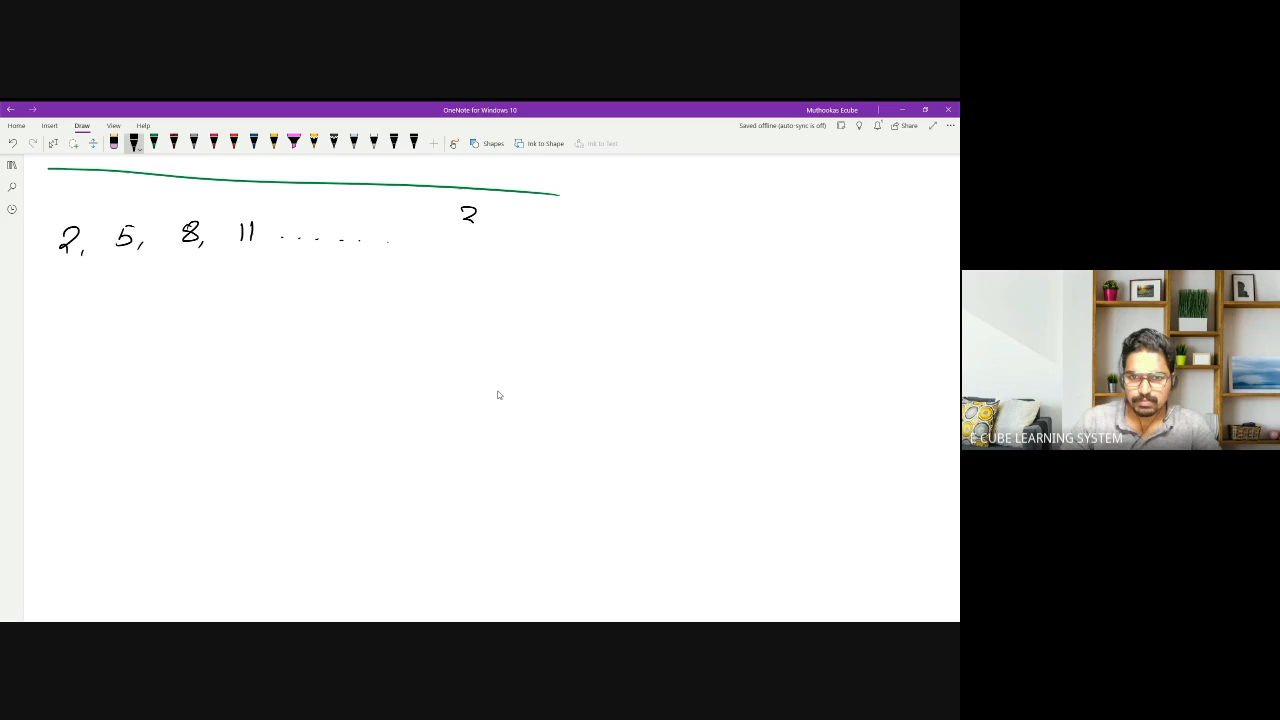 OneNote for Windows 10
Muthookas Ecube
Home Insert Draw View Help
Saved offline (auto-sync is off)
Share
Shapes
Ink to Shape
Ink to Text
2
2, 5, 8, 11 . . . . . .
E CUBE LEARNING SYSTEM